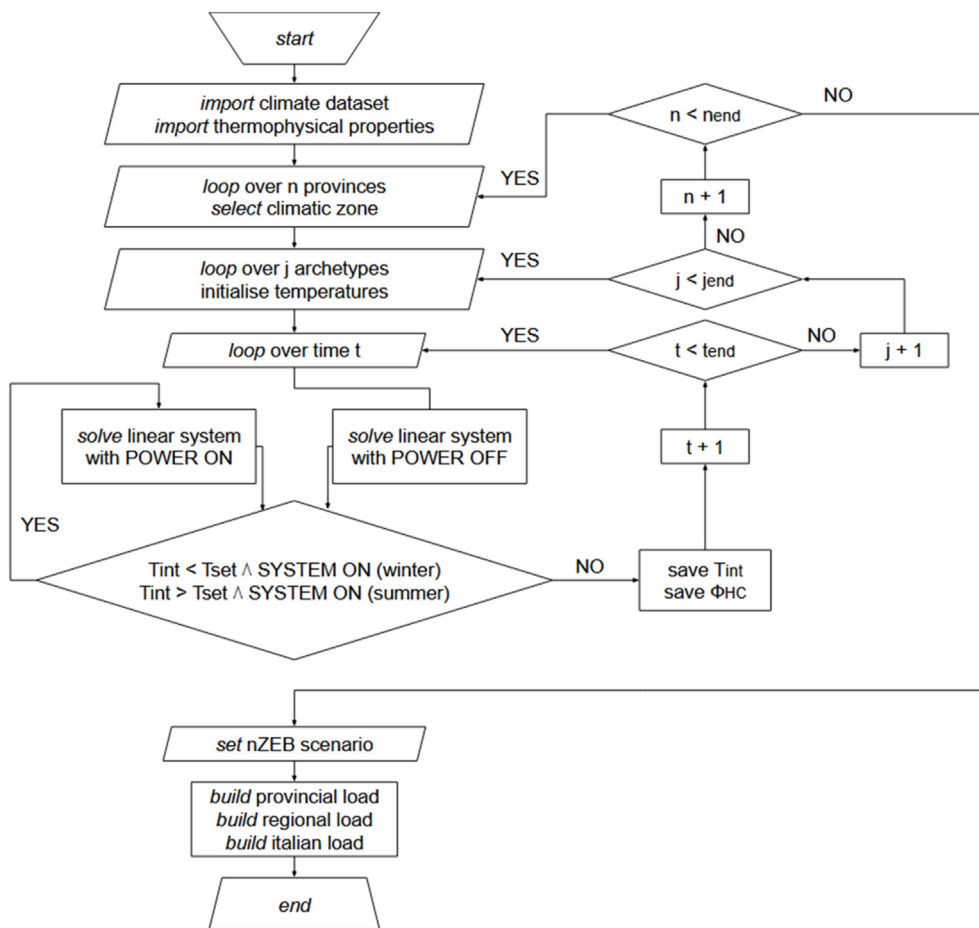 start
import climate dataset
import thermophysical properties
loop over n provinces
select climatic zone
loop over j archetypes
initialise temperatures
loop over time t
solve linear system
with POWER ON
solve linear system
with POWER OFF
YES
Tint < Tset Λ SYSTEM ON (winter)
Tint > Tset Λ SYSTEM ON (summer)
NO
save Tint
save ΦHC
t + 1
t < tend
YES
NO
j + 1
j < jend
YES
NO
n + 1
n < nend
YES
NO
set nZEB scenario
build provincial load
build regional load
build italian load
end